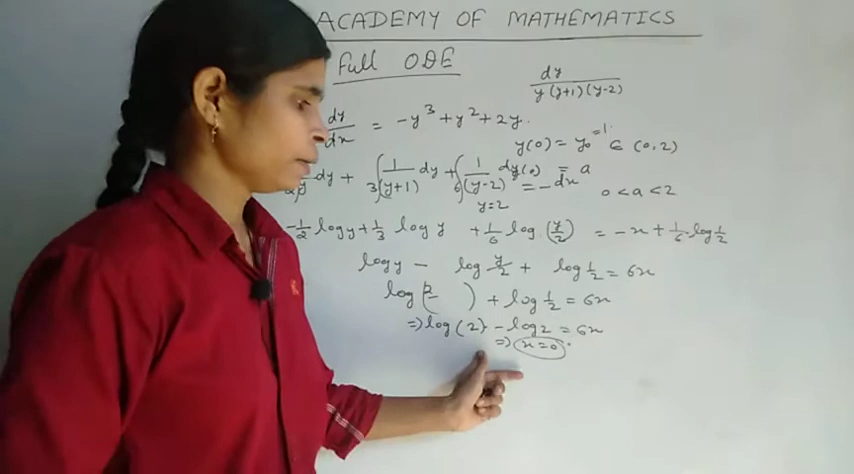 ACADEMY OF MATHEMATICS
Full ODE
dy / y(y+1)(y-2)
dy/dx = -y³ + y² + 2y.
y(0) = y₀ =1 ∈ (0,2)
dy + ∫ 1/3(y+1) dy + ∫ 1/6(y-2) dy = -dx
y(0) = a
0 < a < 2
y=2
-1/2 log y + 1/3 log y + 1/6 log (y/2) = -x + 1/6 log 1/2
log y - log y/2 + log 1/2 = 6x
log ( ) + log 1/2 = 6x
⇒ log (2) - log 2 = 6x
⇒ x=0.